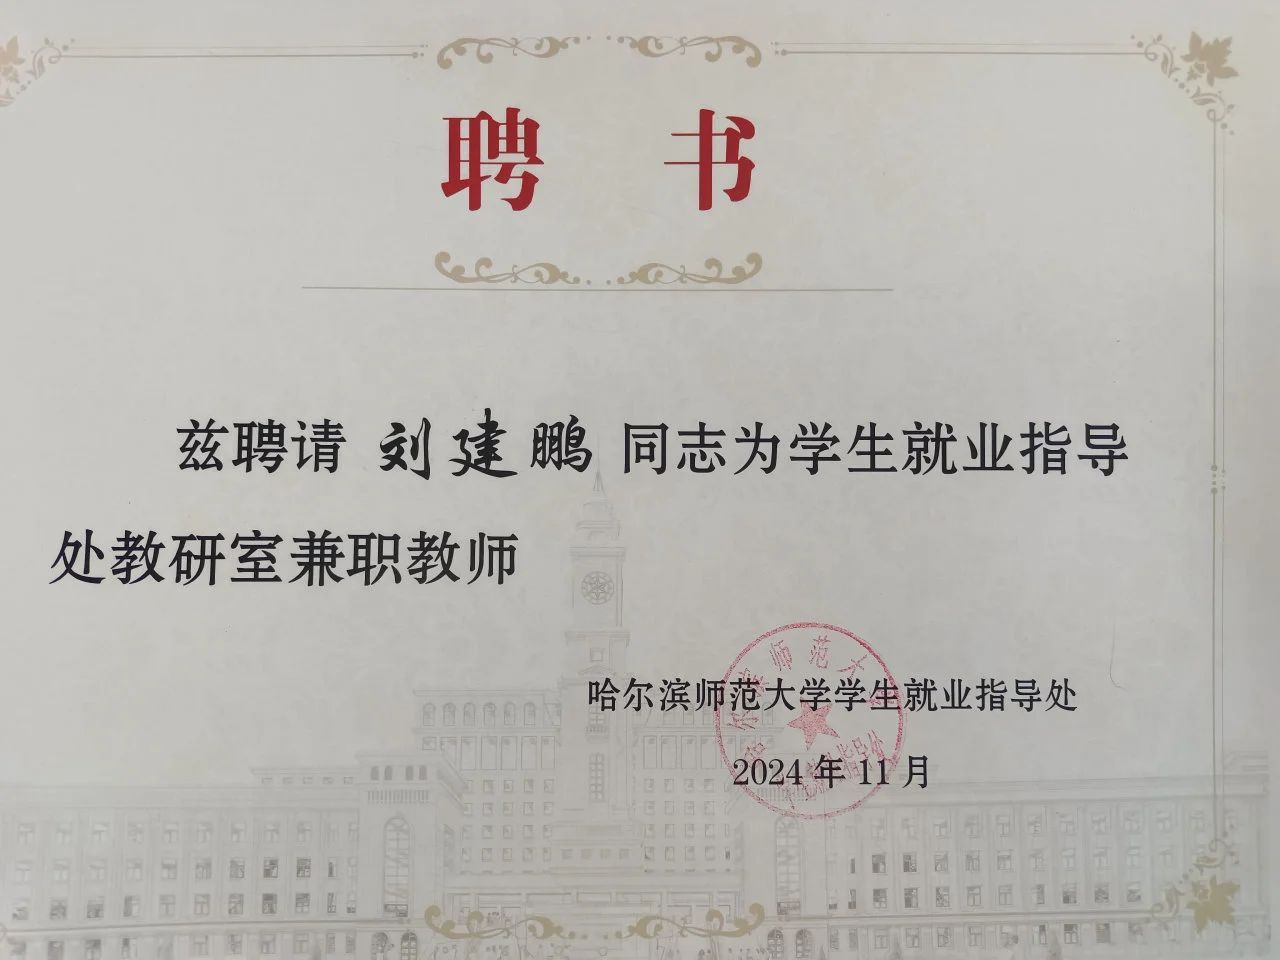 聘 书
兹聘请 刘建鹏 同志为学生就业指导
处教研室兼职教师
哈尔滨师范大学学生就业指导处
2024年11月